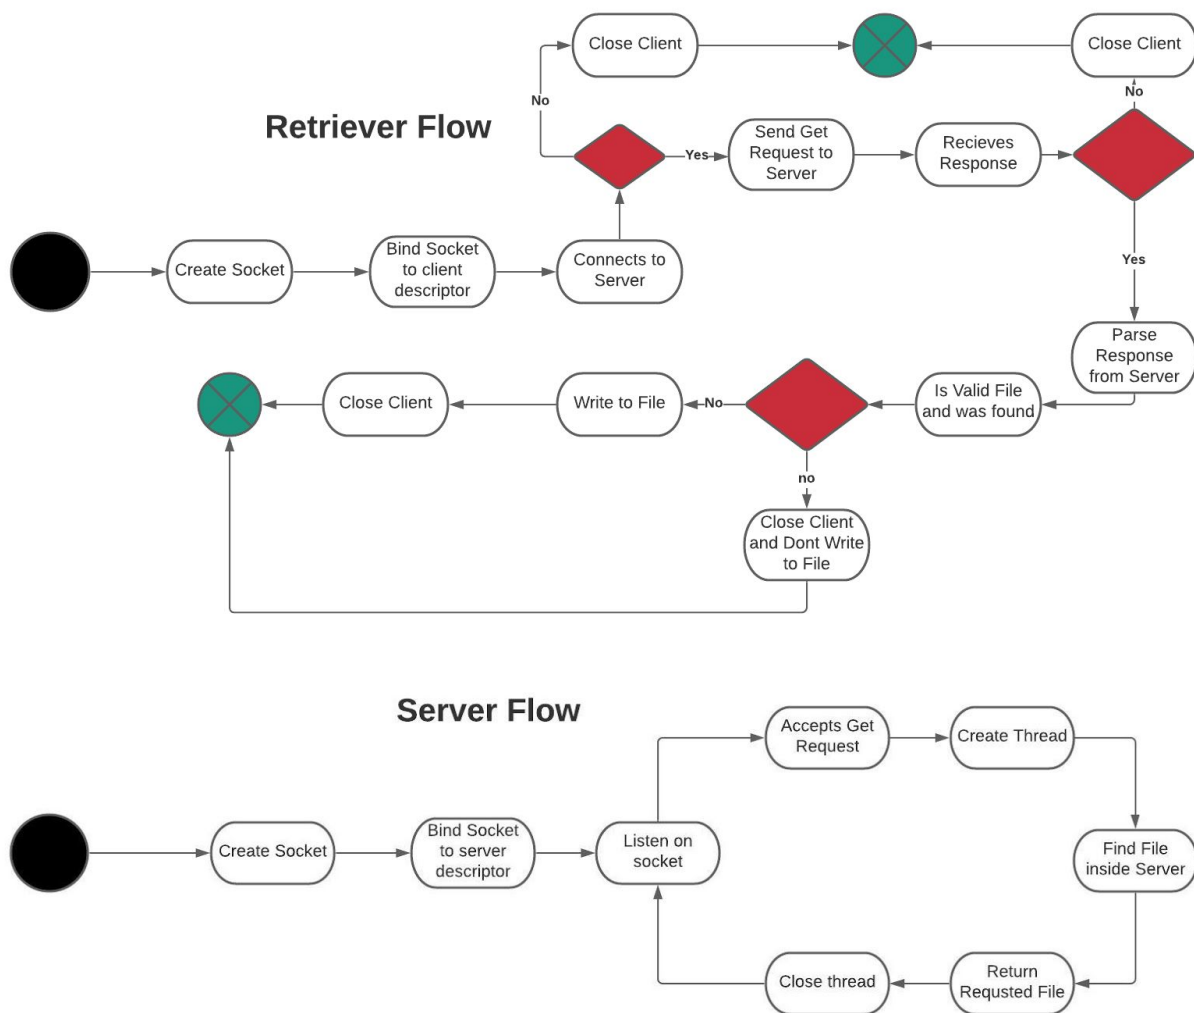 Close Client
Close Client
No
No
Retriever Flow
Send Get
Request to
Server
Recieves
Response
Yes
Create Socket
Bind Socket
to client
descriptor
Connects to
Server
Yes
Parse
Response
from Server
Close Client
Write to File
No
Is Valid File
and was found
no
Close Client
and Dont Write
to File
Server Flow
Accepts Get
Request
Create Thread
Create Socket
Bind Socket
to server
descriptor
Listen on
socket
Find File
inside Server
Close thread
Return
Requsted File